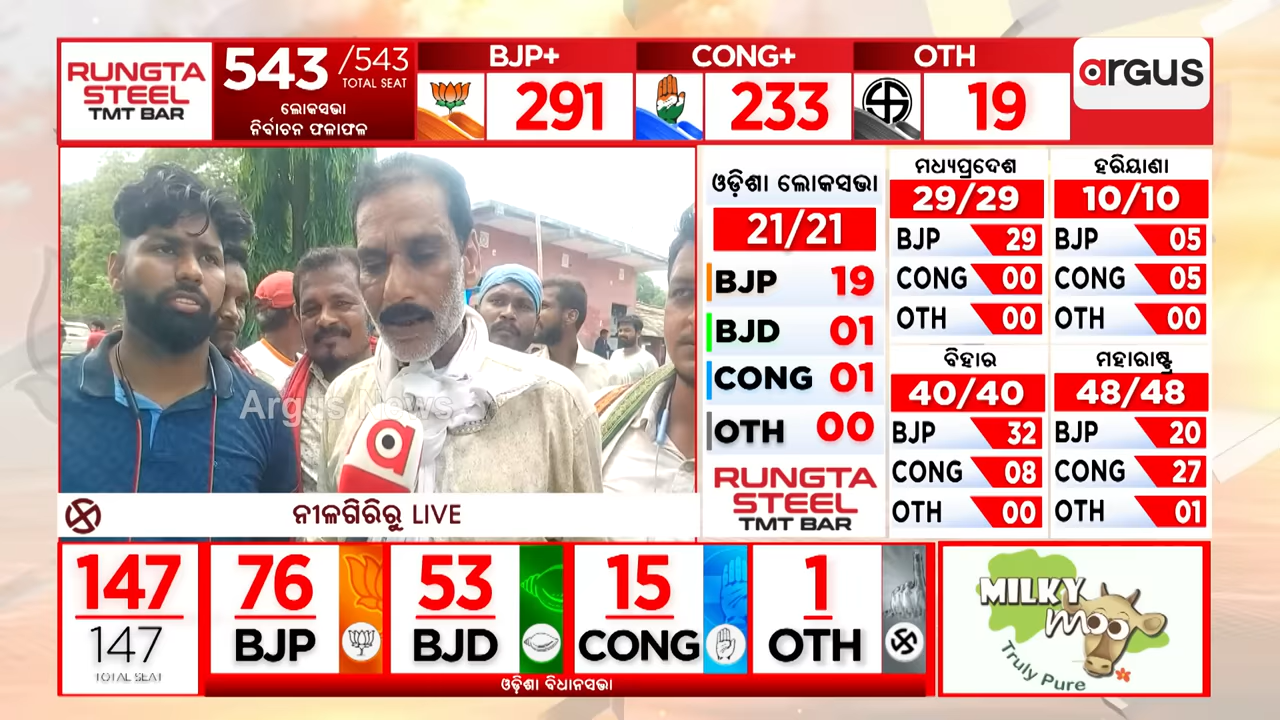 RUNGTA
STEEL
TMT BAR
543 /543
TOTAL SEAT
ଲୋକସଭା
ନିର୍ବାଚନ ଫଳାଫଳ
BJP+
291
CONG+
233
OTH
19
argus
Argus News
ନୀଳଗିରିରୁ LIVE
ଓଡ଼ିଶା ଲୋକସଭା
21/21
BJP 19
BJD 01
CONG 01
OTH 00
RUNGTA
STEEL
TMT BAR
ମଧ୍ୟପ୍ରଦେଶ
29/29
BJP 29
CONG 00
OTH 00
ହରିୟାଣା
10/10
BJP 05
CONG 05
OTH 00
ବିହାର
40/40
BJP 32
CONG 08
OTH 00
ମହାରାଷ୍ଟ୍ର
48/48
BJP 20
CONG 27
OTH 01
147
147
TOTAL SEAT
76
BJP
53
BJD
15
CONG
1
OTH
ଓଡ଼ିଶା ବିଧାନସଭା
MILKY
Moo
Truly Pure